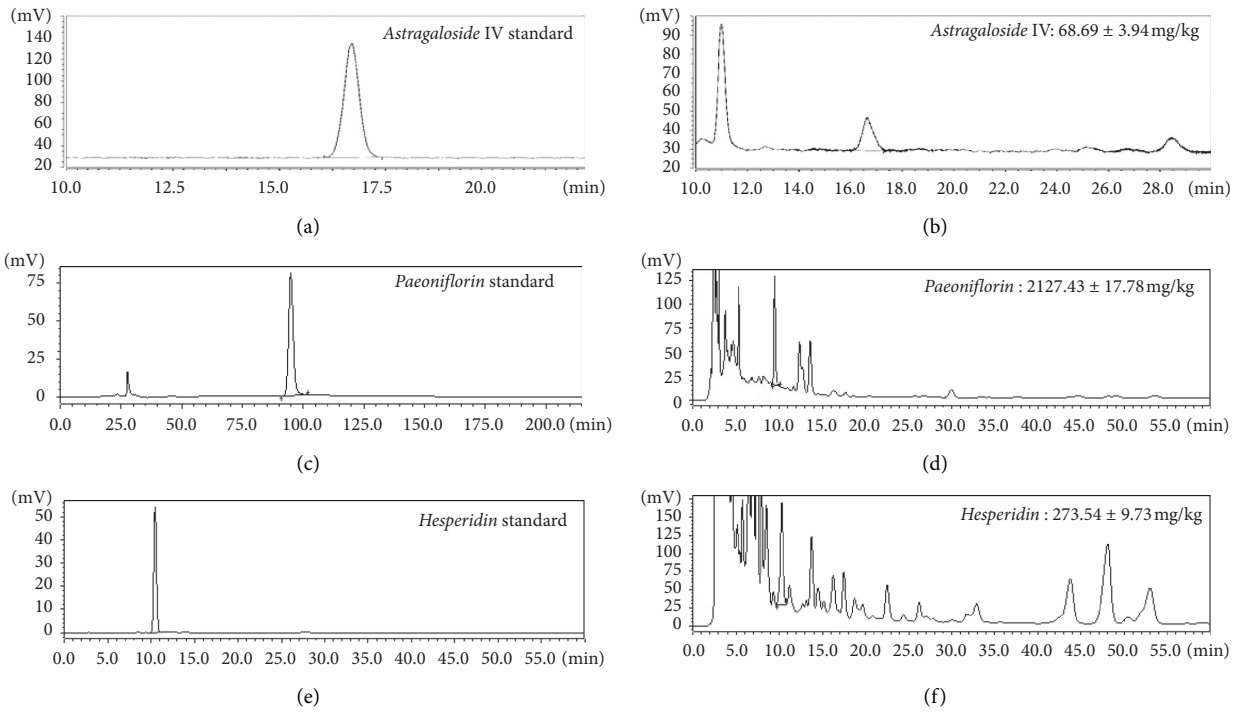 (mV)
140
120
100
80
60
40
20
Astragaloside IV standard
10.0 12.5 15.0 17.5 20.0 (min)
(a)
(mV)
90
80
70
60
50
40
30
20
Astragaloside IV: 68.69 ± 3.94 mg/kg
10.0 12.0 14.0 16.0 18.0 20.0 22.0 24.0 26.0 28.0 (min)
(b)
(mV)
75
50
25
0
Paeoniflorin standard
0.0 25.0 50.0 75.0 100.0 125.0 150.0 175.0 200.0 (min)
(c)
125
100
75
50
25
0
(mV)
Paeoniflorin : 2127.43 ± 17.78 mg/kg
0.0 5.0 10.0 15.0 20.0 25.0 30.0 35.0 40.0 45.0 50.0 55.0 (min)
(d)
(mV)
50
40
30
20
10
0
Hesperidin standard
0.0 5.0 10.0 15.0 20.0 25.0 30.0 35.0 40.0 45.0 50.0 55.0 (min)
(e)
(mV)
150
125
100
75
50
25
0
Hesperidin : 273.54 ± 9.73 mg/kg
0.0 5.0 10.0 15.0 20.0 25.0 30.0 35.0 40.0 45.0 50.0 55.0 (min)
(f)